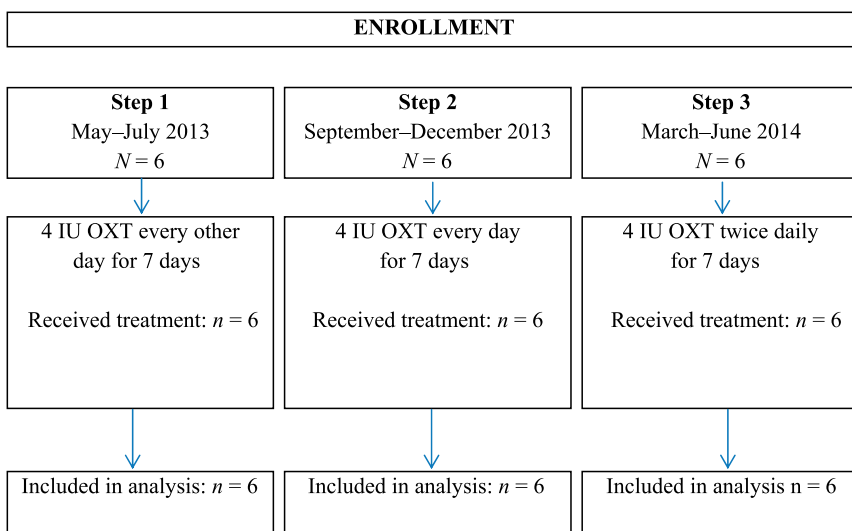 ENROLLMENT
Step 1
May–July 2013
N = 6
Step 2
September–December 2013
N = 6
Step 3
March–June 2014
N = 6
4 IU OXT every other
day for 7 days
Received treatment: n = 6
4 IU OXT every day
for 7 days
Received treatment: n = 6
4 IU OXT twice daily
for 7 days
Received treatment: n = 6
Included in analysis: n = 6
Included in analysis: n = 6
Included in analysis n = 6